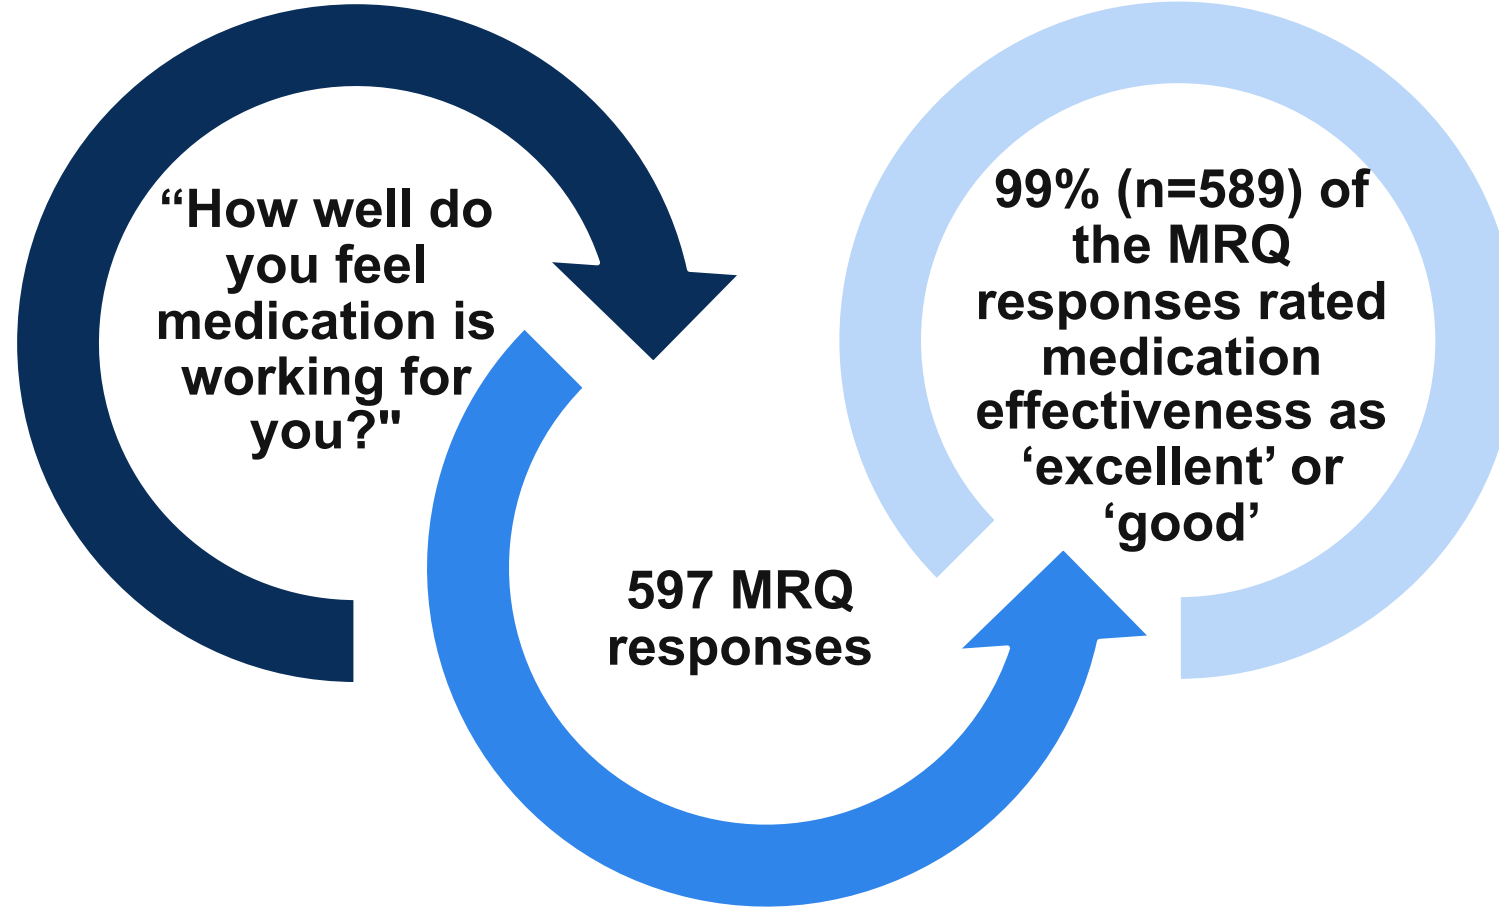 “How well do
you feel
medication is
working for
you?"
597 MRQ
responses
99% (n=589) of
the MRQ
responses rated
medication
effectiveness as
‘excellent’ or
‘good’